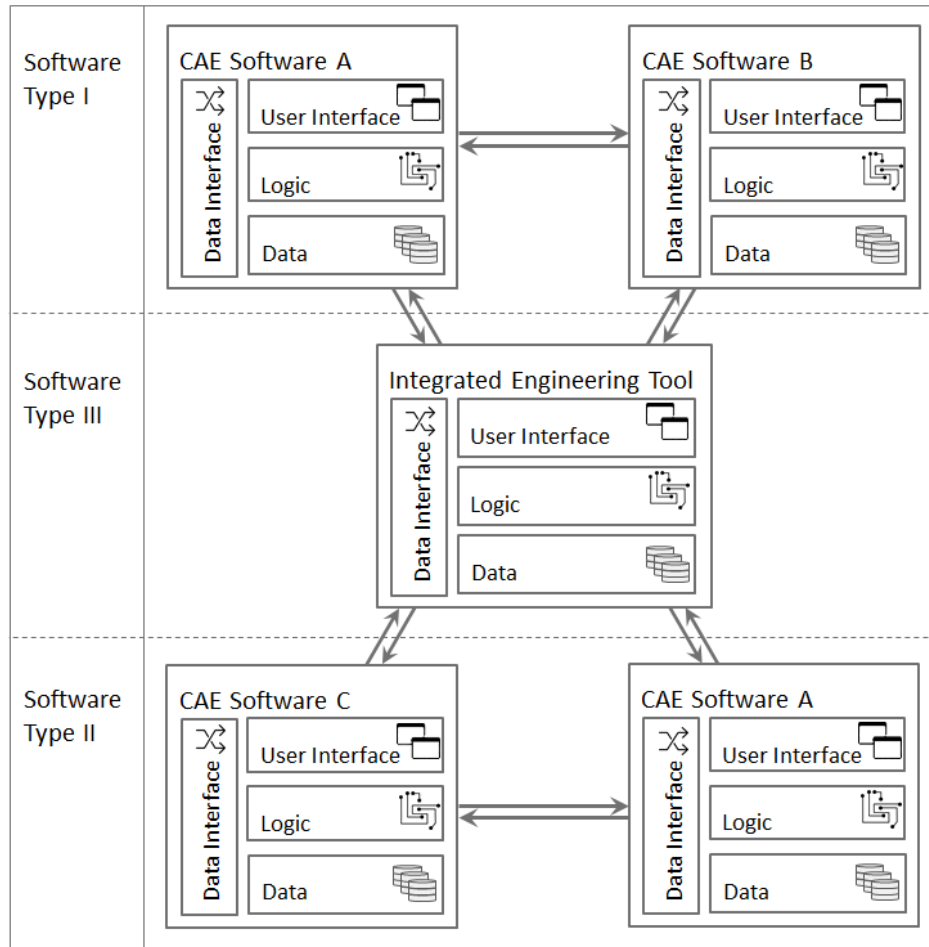 Software
Type I
CAE Software A
Data Interface
User Interface
Logic
Data
CAE Software B
Data Interface
User Interface
Logic
Data
Software
Type III
Integrated Engineering Tool
Data Interface
User Interface
Logic
Data
Software
Type II
CAE Software C
Data Interface
User Interface
Logic
Data
CAE Software A
Data Interface
User Interface
Logic
Data